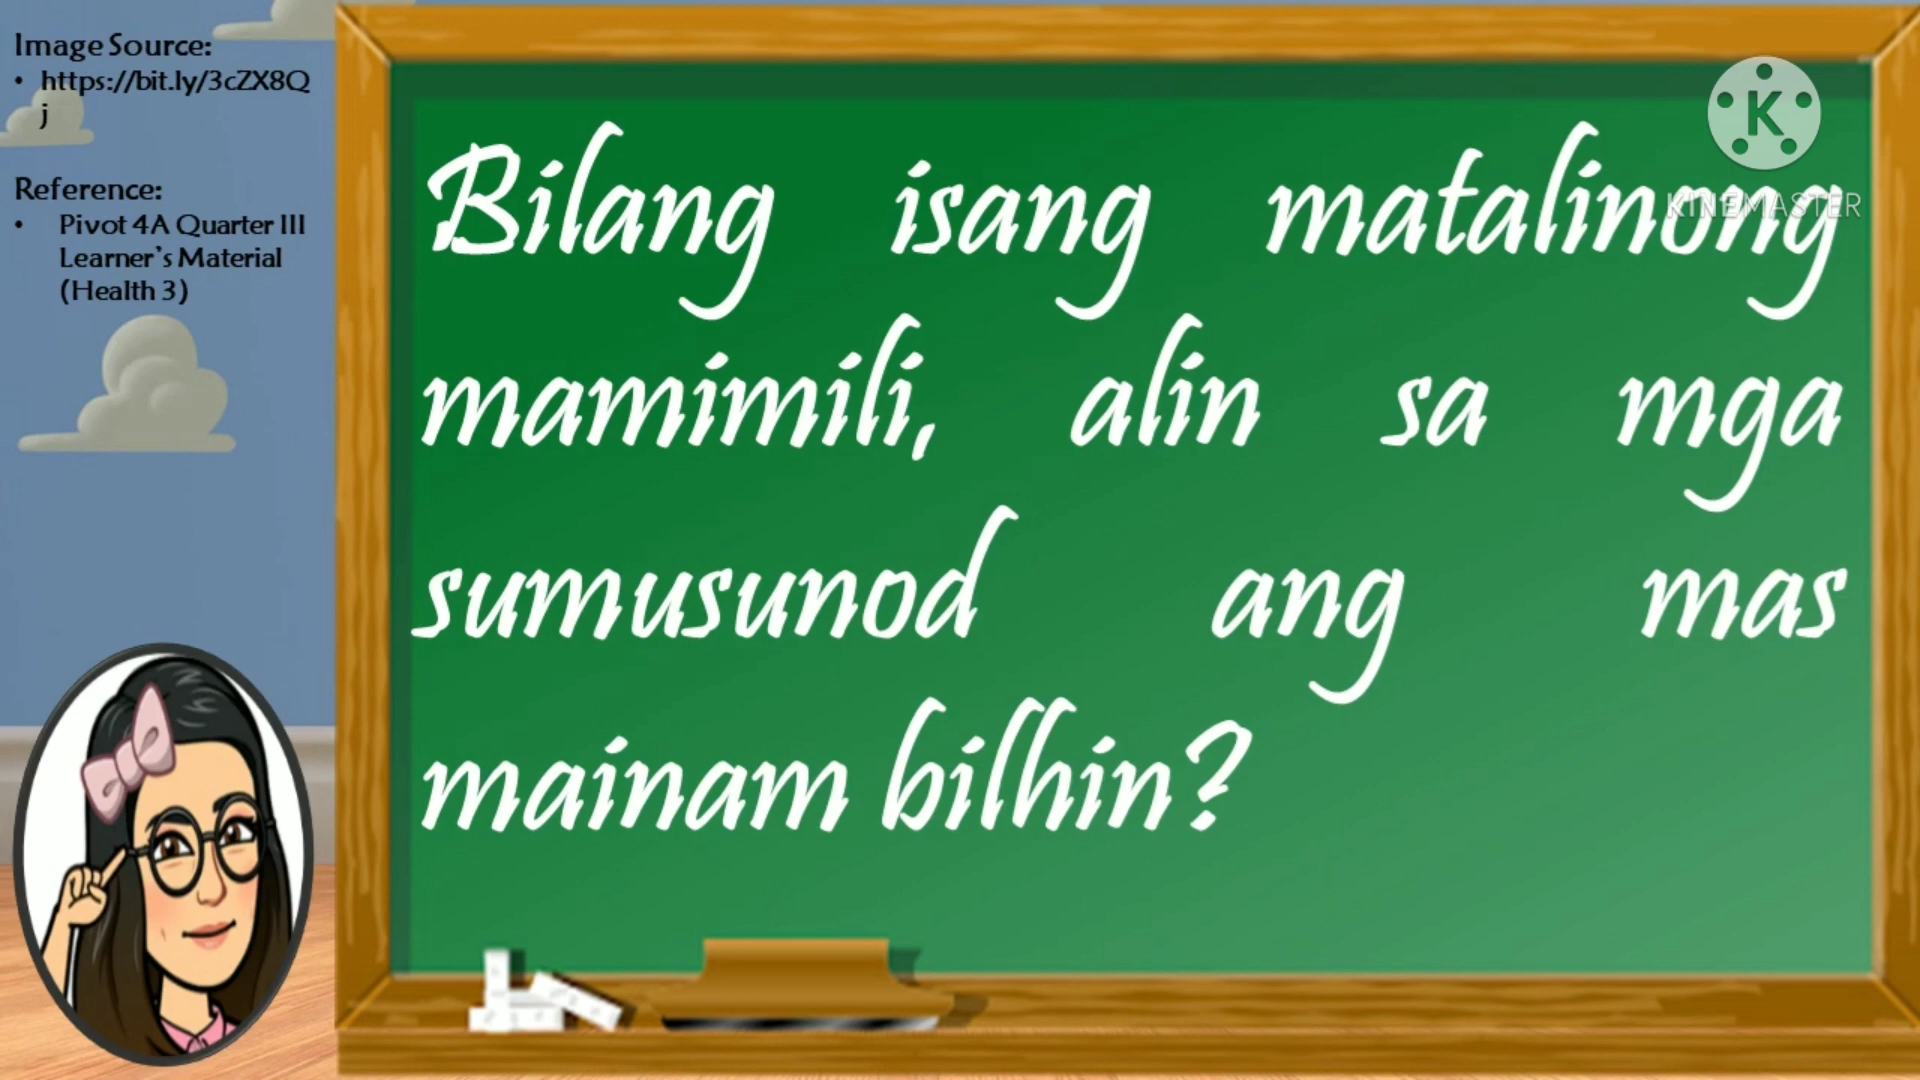 Image Source:
• https://bit.ly/3cZX8Q
j
Reference:
• Pivot 4A Quarter III
Learner's Material
(Health 3)
Bilang isang matalinong
mamimili, alin sa mga
sumusunod ang mas
mainam bilhin?
K
KINEMASTER